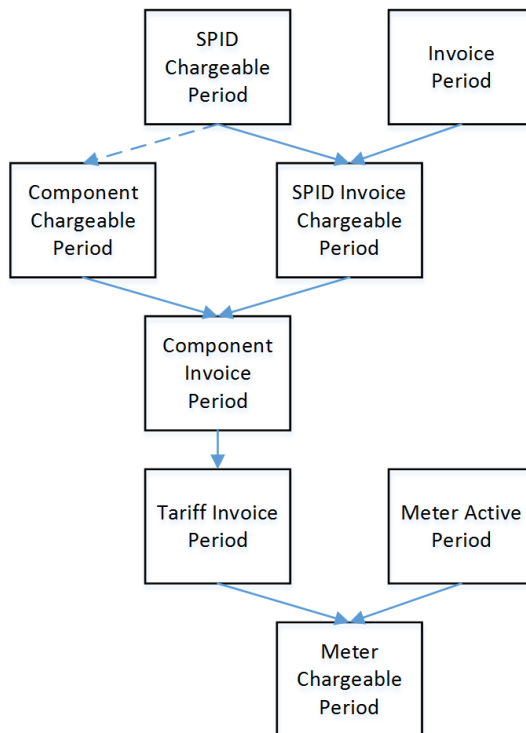 SPID
Chargeable
Period
Invoice
Period
Component
Chargeable
Period
SPID Invoice
Chargeable
Period
Component
Invoice
Period
Tariff Invoice
Period
Meter Active
Period
Meter
Chargeable
Period